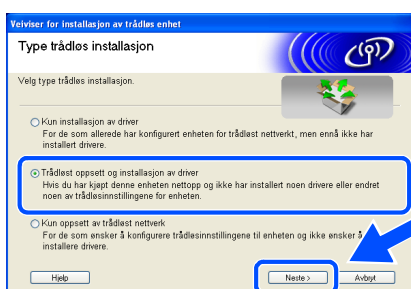 Veiviser for installasjon av trådløs enhet
Type trådløs installasjon
Velg type trådløs installasjon.
Kun installasjon av driver
For de som allerede har konfigurert enheten for trådløst nettverkt, men ennå ikke har
installert drivere.
Trådløst oppsett og installasjon av driver
Hvis du har kjøpt denne enheten nettopp og ikke har installert noen drivere eller endret
noen av trådløsinnstillingene for enheten.
Kun oppsett av trådløst nettverk
For de som ønsker å konfigurere trådløsinnstillingene til enheten og ikke ønsker å
installere drivere.
Hjelp
Neste >
Avbryt